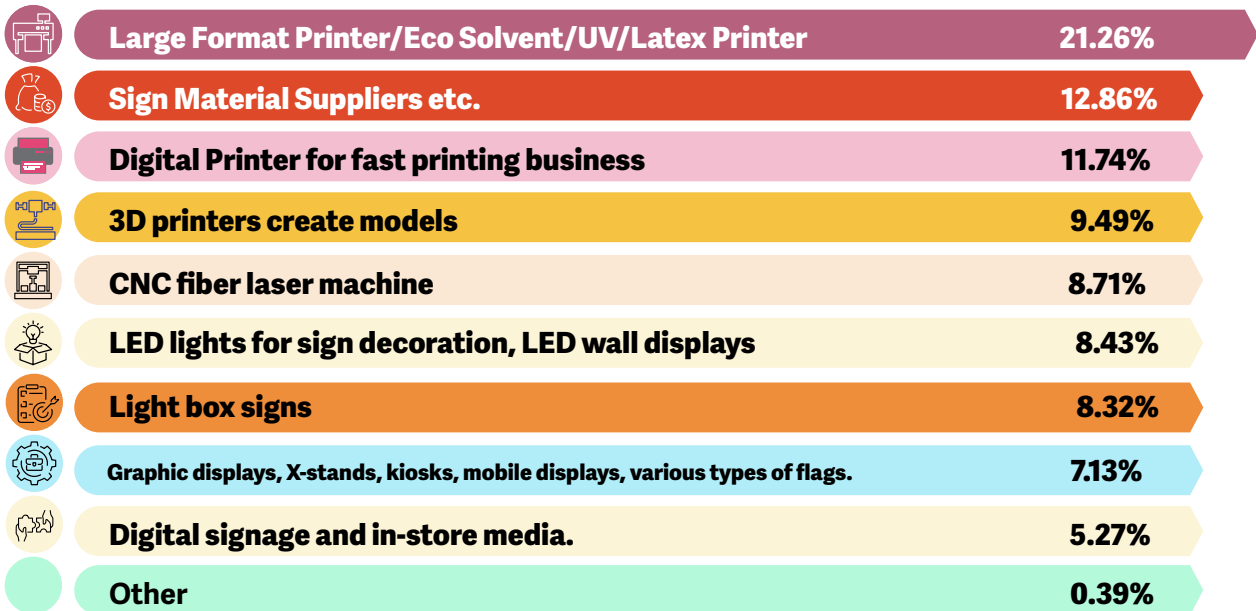 Large Format Printer/Eco Solvent/UV/Latex Printer 21.26%
Sign Material Suppliers etc. 12.86%
Digital Printer for fast printing business 11.74%
3D printers create models 9.49%
CNC fiber laser machine 8.71%
LED lights for sign decoration, LED wall displays 8.43%
Light box signs 8.32%
Graphic displays, X-stands, kiosks, mobile displays, various types of flags. 7.13%
Digital signage and in-store media. 5.27%
Other 0.39%